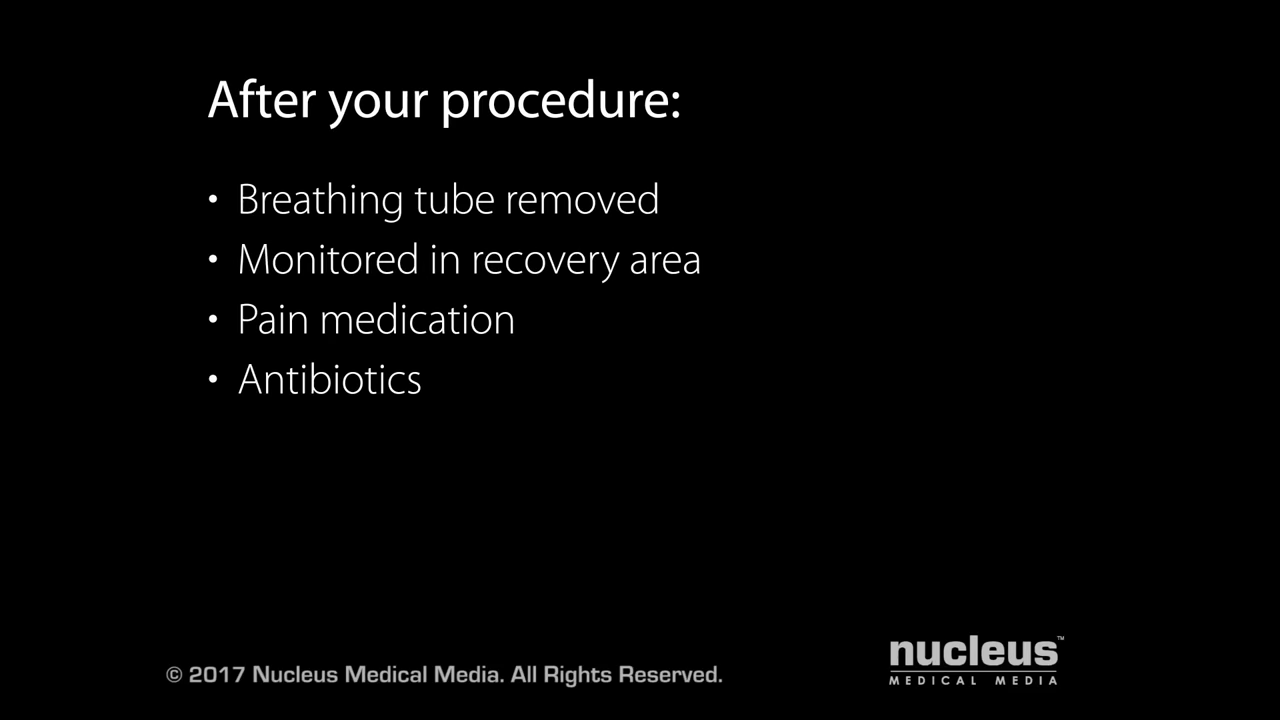 After your procedure:
• Breathing tube removed
• Monitored in recovery area
• Pain medication
• Antibiotics
© 2017 Nucleus Medical Media. All Rights Reserved.
nucleus™
MEDICAL MEDIA